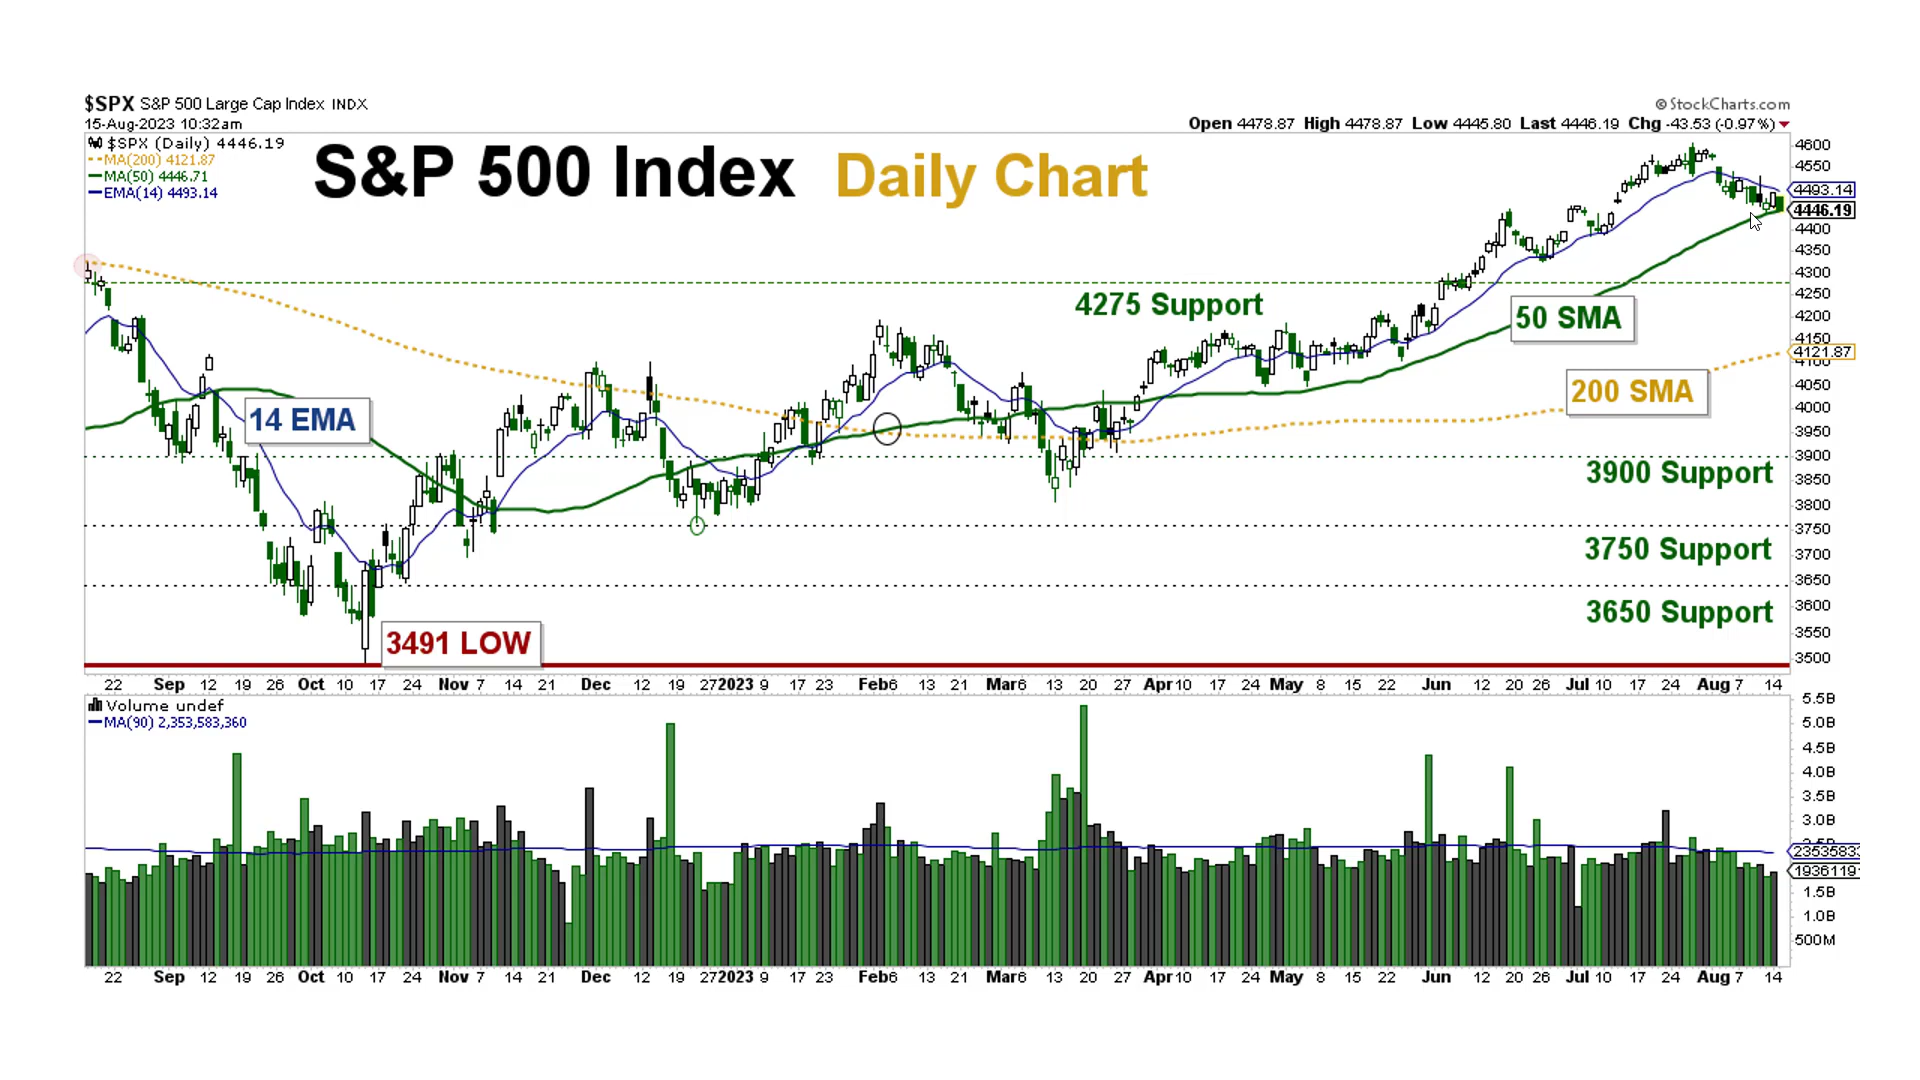 $SPX S&P 500 Large Cap Index INDX
© StockCharts.com
15-Aug-2023 10:32am
Open 4478.87 High 4478.87 Low 4445.80 Last 4446.19 Chg -43.53 (-0.97%)
$SPX (Daily) 4446.19
MA(200) 4121.87
MA(50) 4446.71
EMA(14) 4493.14
S&P 500 Index Daily Chart
4600
4550
4493.14
4446.19
4400
4350
4300
4250
4200
4150
4121.87
4100
4050
4000
3950
3900
3850
3800
3750
3700
3650
3600
3550
3500
4275 Support
50 SMA
200 SMA
14 EMA
3900 Support
3750 Support
3650 Support
3491 LOW
22 Sep 12 19 26 Oct 10 17 24 Nov 7 14 21 Dec 12 19 27 2023 9 17 23 Feb 6 13 21 Mar 6 13 20 27 Apr 10 17 24 May 8 15 22 Jun 12 20 26 Jul 10 17 24 Aug 7 14
Volume undef
MA(90) 2,353,583,360
5.5B
5.0B
4.5B
4.0B
3.5B
3.0B
2.5B
2353583
1936119
1.5B
1.0B
500M
22 Sep 12 19 26 Oct 10 17 24 Nov 7 14 21 Dec 12 19 27 2023 9 17 23 Feb 6 13 21 Mar 6 13 20 27 Apr 10 17 24 May 8 15 22 Jun 12 20 26 Jul 10 17 24 Aug 7 14